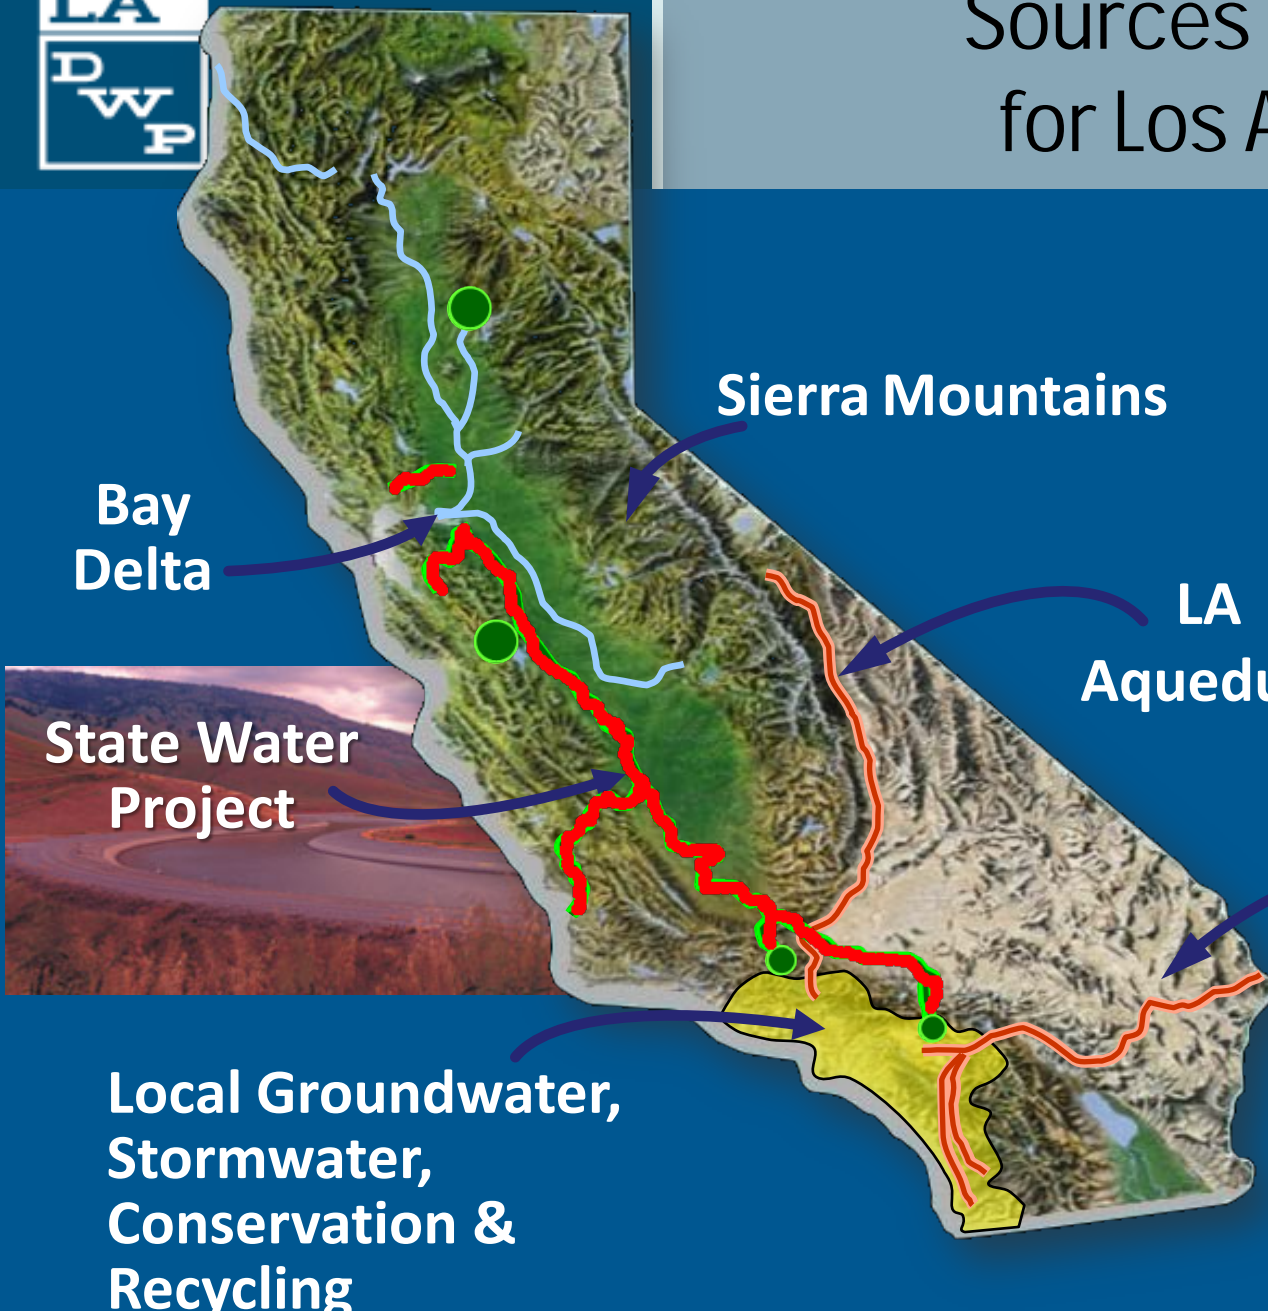 LA
D
W
P
Sources
for Los A
Sierra Mountains
Bay
Delta
LA
Aquedu
State Water
Project
Local Groundwater,
Stormwater,
Conservation &
Recycling